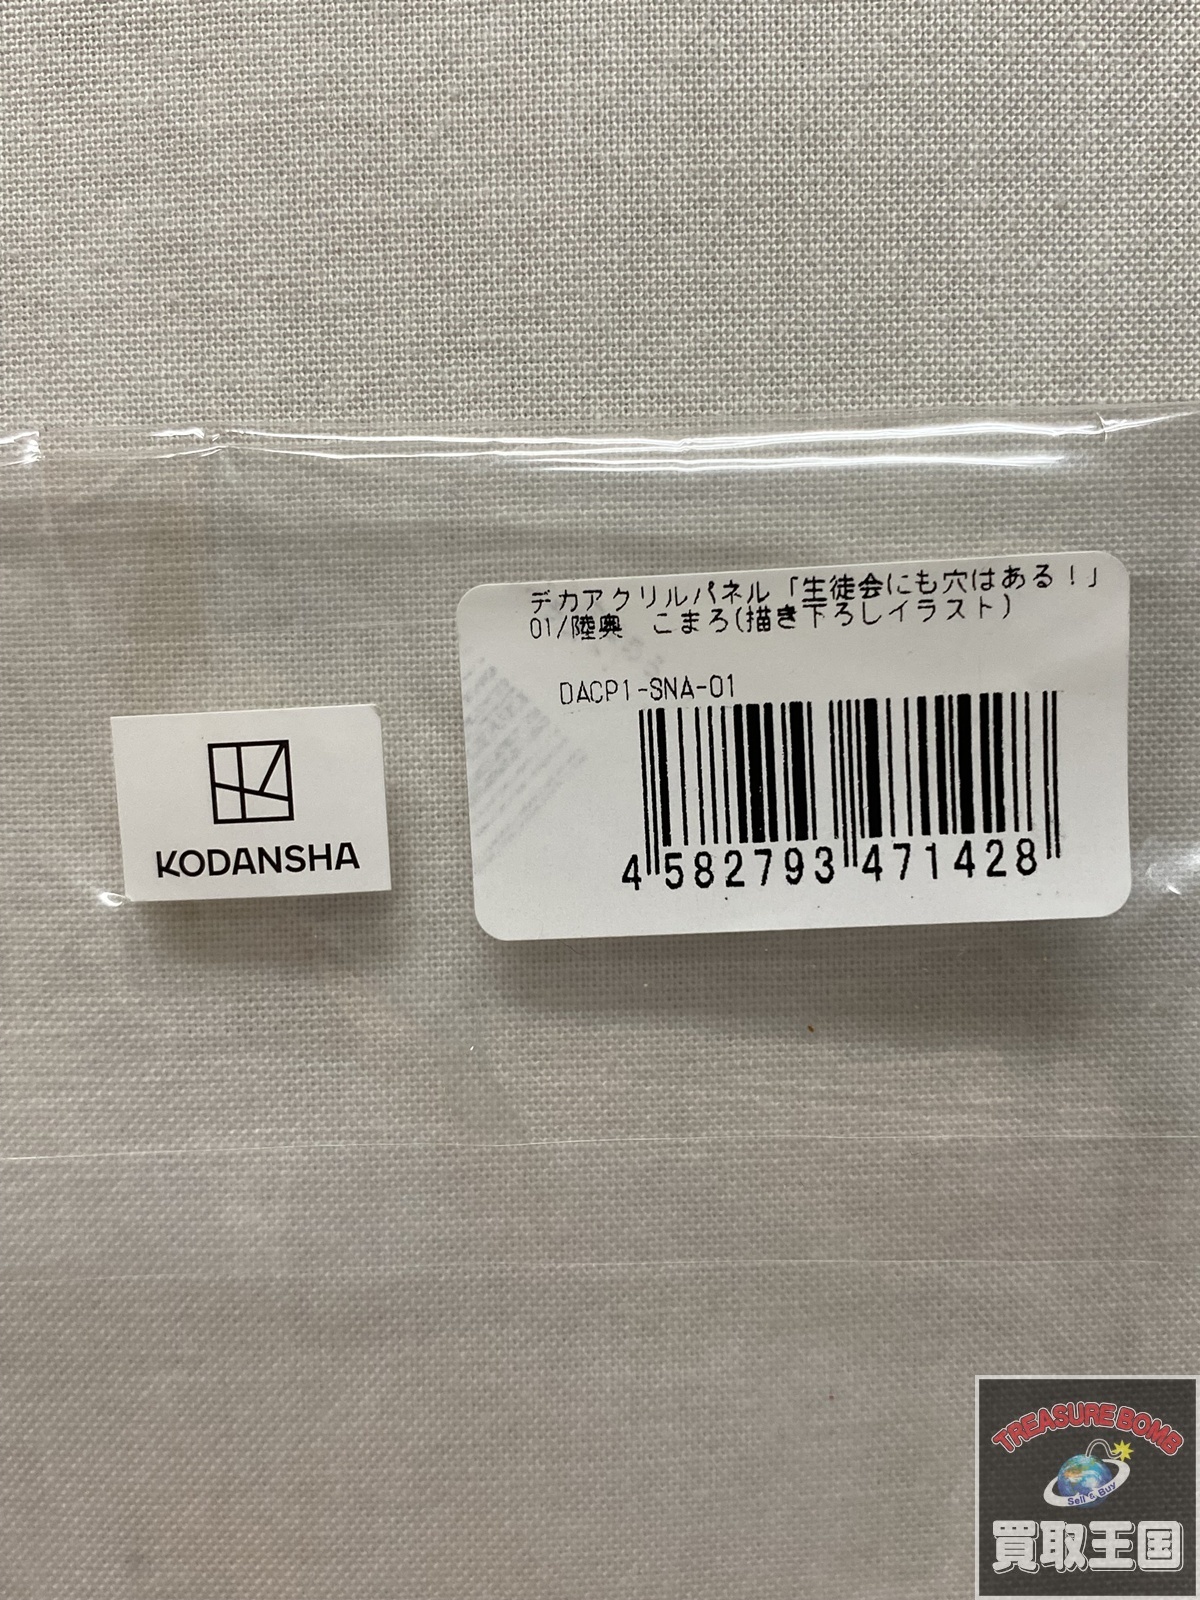 デカアクリルパネル「生徒会にも穴はある！」
01/陸奥　こまろ(描き下ろしイラスト)
DACP1-SNA-01
4 582793 471428
KODANSHA
TREASURE BOMB
Sell & Buy
買取王国